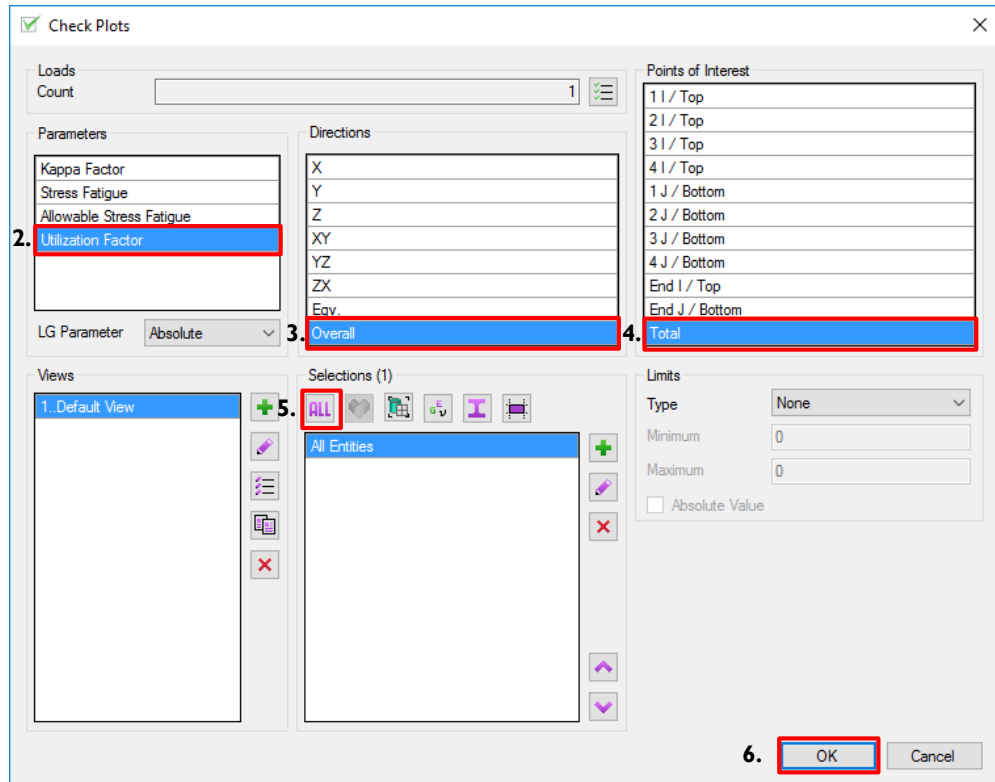 Check Plots
Loads
Count
1
Parameters
Kappa Factor
Stress Fatigue
Allowable Stress Fatigue
2. Utilization Factor
LG Parameter Absolute
Directions
X
Y
Z
XY
YZ
ZX
Eqv.
3. Overall
Points of Interest
1 I / Top
2 I / Top
3 I / Top
4 I / Top
1 J / Bottom
2 J / Bottom
3 J / Bottom
4 J / Bottom
End I / Top
End J / Bottom
4. Total
Views
1..Default View
Selections (1)
5. ALL
G E ν
All Entities
Limits
Type None
Minimum 0
Maximum 0
Absolute Value
6. OK Cancel